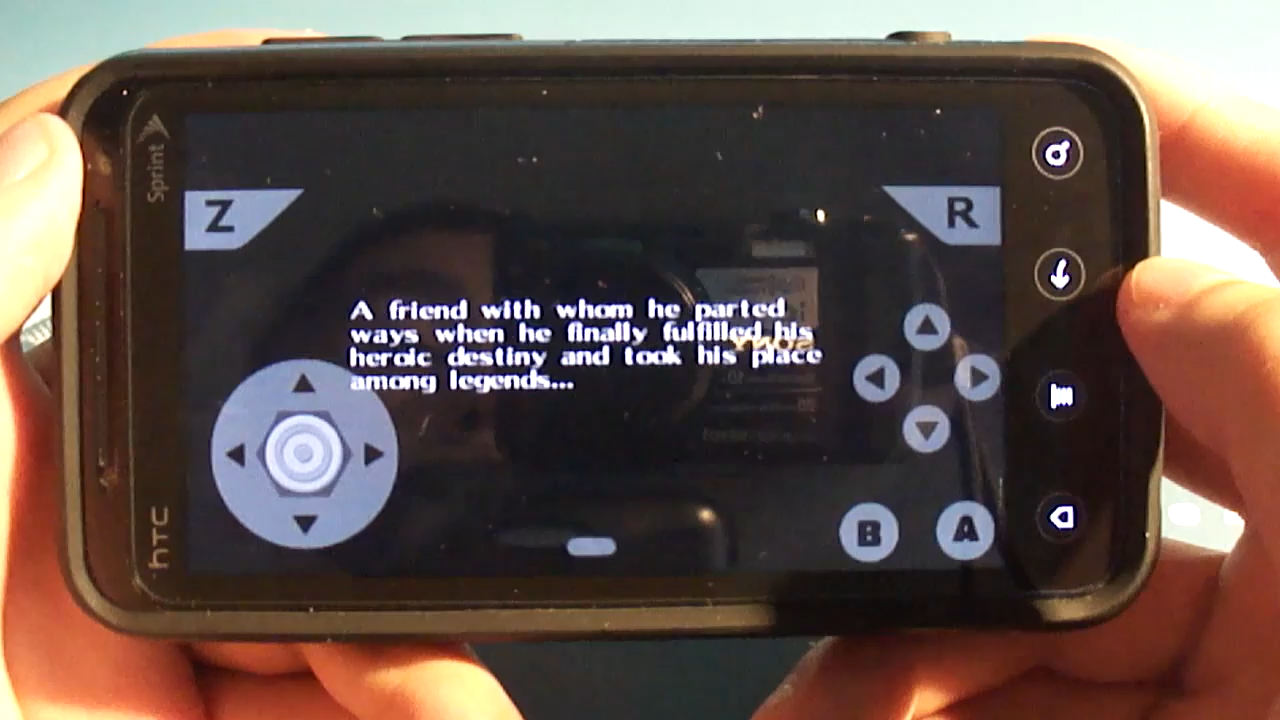 Sprint
Z
R
A friend with whom he parted
ways when he finally fulfilled his
heroic destiny and took his place
among legends...
SONY
B
A
hTC